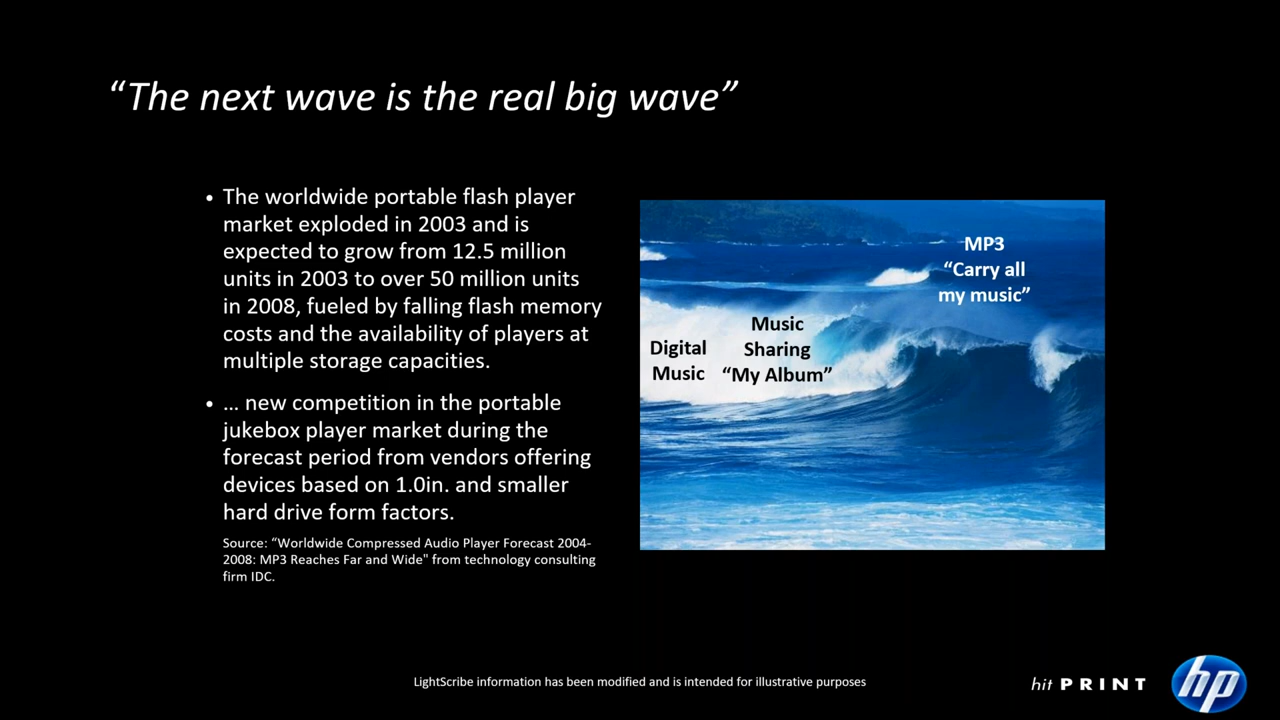 “The next wave is the real big wave”
• The worldwide portable flash player
market exploded in 2003 and is
expected to grow from 12.5 million
units in 2003 to over 50 million units
in 2008, fueled by falling flash memory
costs and the availability of players at
multiple storage capacities.
• … new competition in the portable
jukebox player market during the
forecast period from vendors offering
devices based on 1.0in. and smaller
hard drive form factors.
Source: “Worldwide Compressed Audio Player Forecast 2004-
2008: MP3 Reaches Far and Wide" from technology consulting
firm IDC.
Digital
Music
Music
Sharing
“My Album”
MP3
“Carry all
my music”
LightScribe information has been modified and is intended for illustrative purposes
hit PRINT
hp